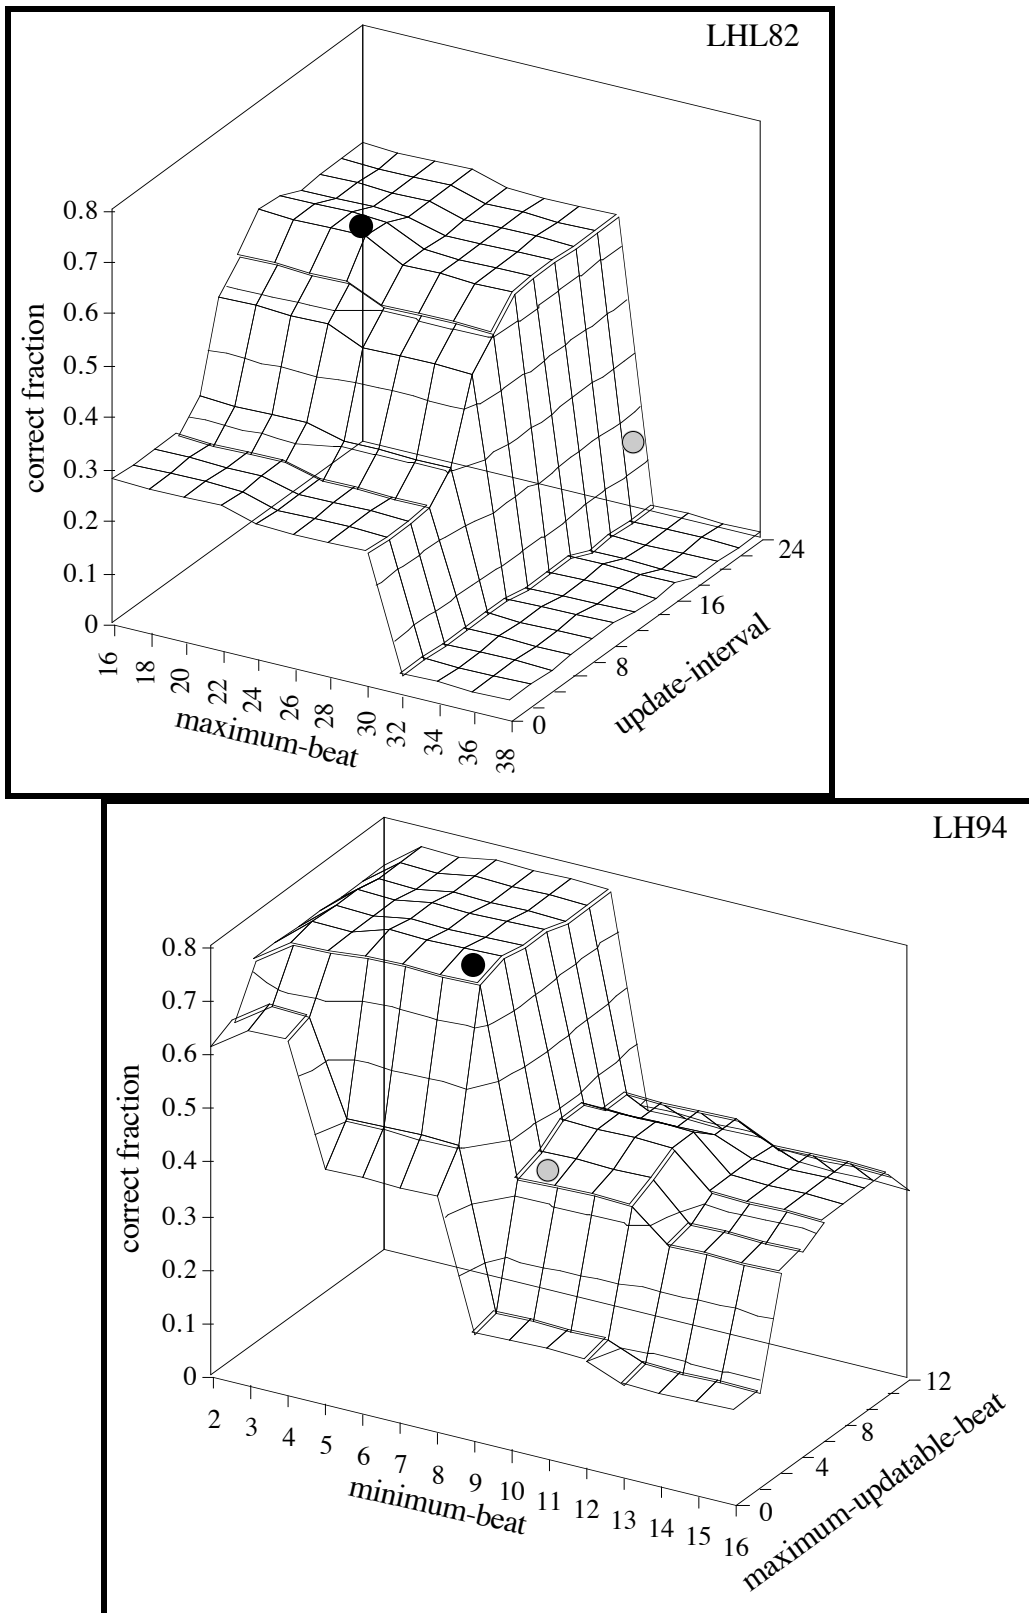 LHL82
0.8
0.7
0.6
0.5
0.4
0.3
0.2
0.1
0
correct fraction
16 18 20 22 24 26 28 30 32 34 36 38
maximum-beat
0 8 16 24
update-interval
LH94
0.8
0.7
0.6
0.5
0.4
0.3
0.2
0.1
0
correct fraction
2 3 4 5 6 7 8 9 10 11 12 13 14 15 16
minimum-beat
0 4 8 12
maximum-updatable-beat